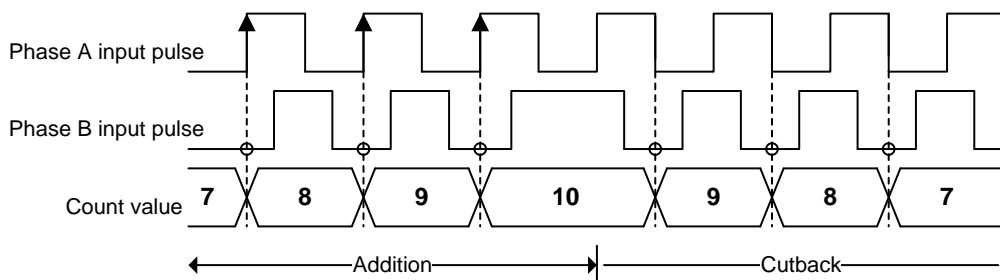 Phase A input pulse
Phase B input pulse
Count value 7 8 9 10 9 8 7
Addition Cutback